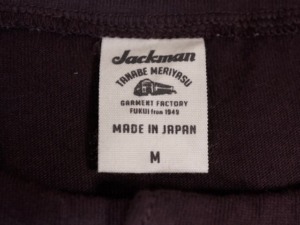 Jackman
TANABE MERIYASU
GARMENT FACTORY
FUKUI from 1949
MADE IN JAPAN
M